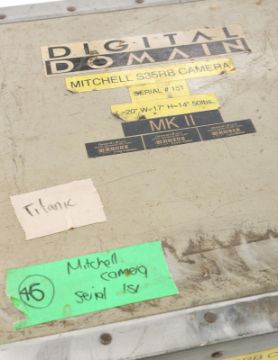 DIGITAL
DOMAIN
MITCHELL S35RB CAMERA
SERIAL # 151
=20" W=17" H=14" 50lbs.
MK II
Titanic
46
Mitchell
camera
serial 151